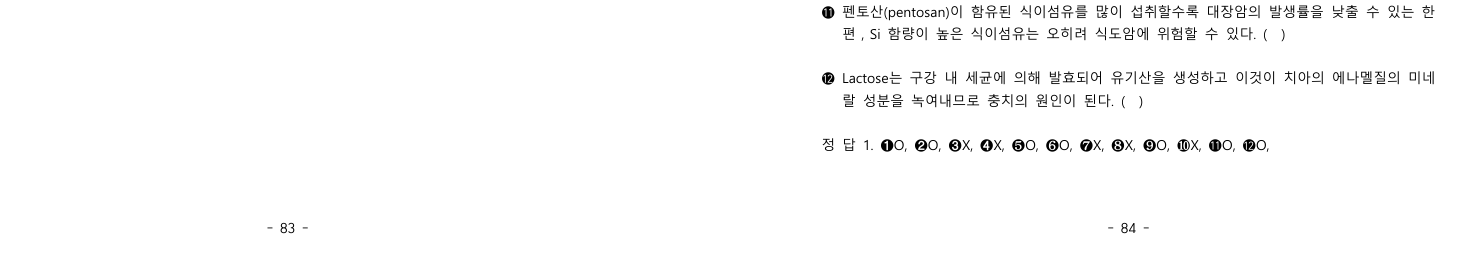 ⓫ 펜토산(pentosan)이 함유된 식이섬유를 많이 섭취할수록 대장암의 발생률을 낮출 수 있는 한
편 , Si 함량이 높은 식이섬유는 오히려 식도암에 위험할 수 있다. (  )
⓬ Lactose는 구강 내 세균에 의해 발효되어 유기산을 생성하고 이것이 치아의 에나멜질의 미네
랄 성분을 녹여내므로 충치의 원인이 된다. (  )
정 답 1. ❶O, ❷O, ❸X, ❹X, ❺O, ❻O, ❼X, ❽X, ❾O, ❿X, ⓫O, ⓬O,
- 83 -
- 84 -